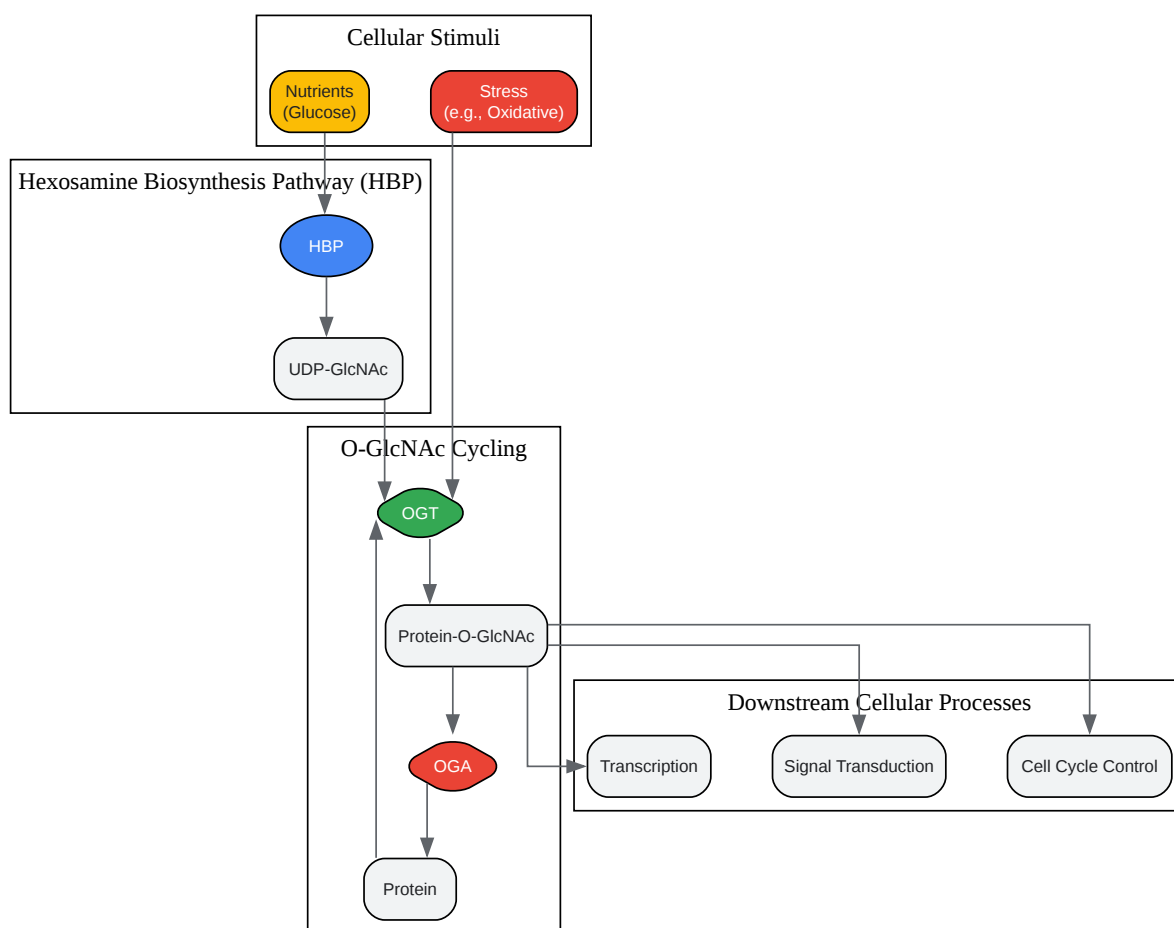 Cellular Stimuli
Nutrients
(Glucose)
Stress
(e.g., Oxidative)
Hexosamine Biosynthesis Pathway (HBP)
HBP
UDP-GlcNAc
O-GlcNAc Cycling
OGT
Protein-O-GlcNAc
OGA
Protein
Downstream Cellular Processes
Transcription
Signal Transduction
Cell Cycle Control